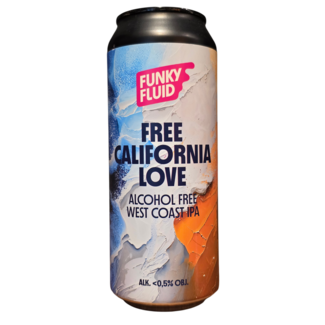 FUNKY
FLUID
FREE
CALIFORNIA
LOVE
ALCOHOL FREE
WEST COAST IPA
ALK. <0,5% OBJ.